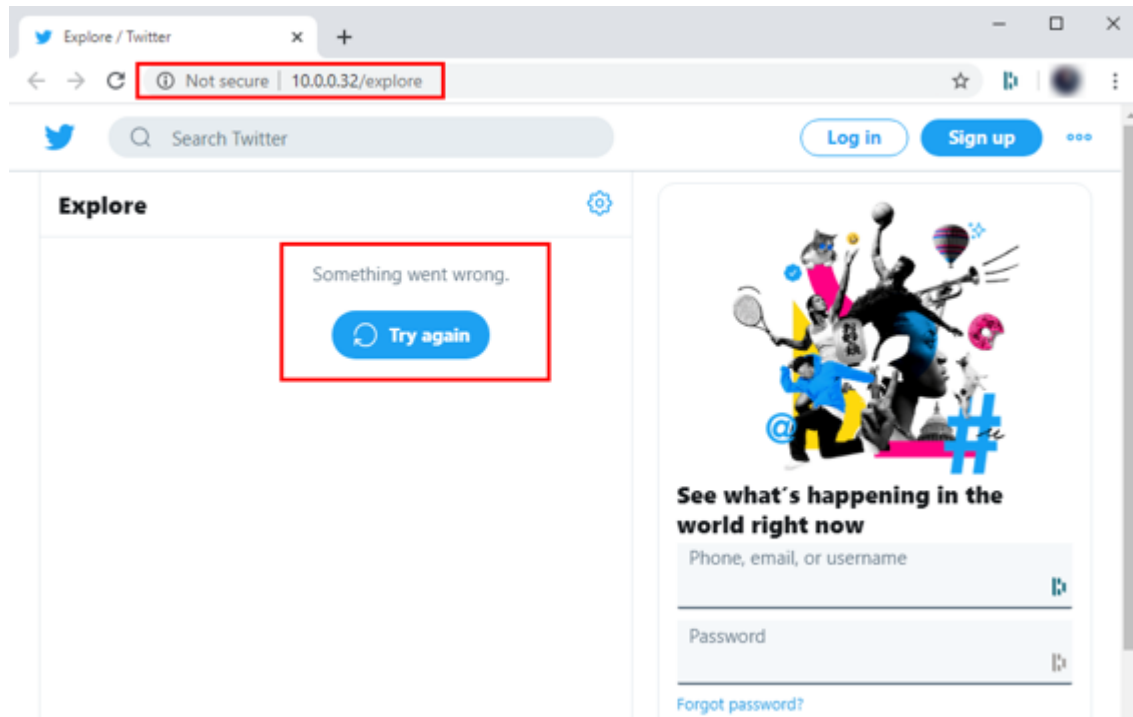 Explore / Twitter
Not secure | 10.0.0.32/explore
Search Twitter
Log in
Sign up
Explore
Something went wrong.
Try again
@
#
See what´s happening in the
world right now
Phone, email, or username
Password
Forgot password?